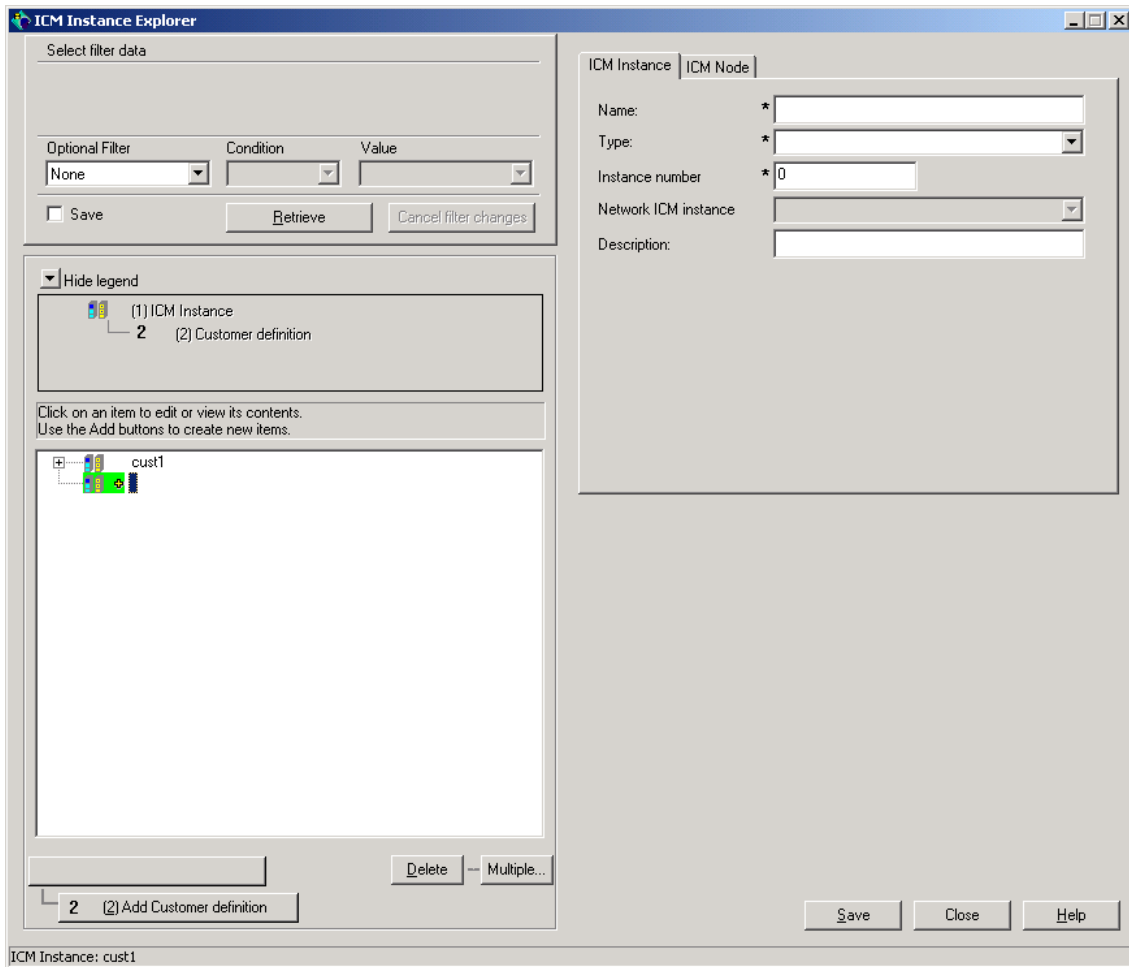 ICM Instance Explorer
Select filter data
Optional Filter Condition Value
None
Save Retrieve Cancel filter changes
Hide legend
(1) ICM Instance
2 (2) Customer definition
Click on an item to edit or view its contents.
Use the Add buttons to create new items.
cust1
Delete Multiple...
2 (2) Add Customer definition
ICM Instance ICM Node
Name: *
Type: *
Instance number * 0
Network ICM instance
Description:
Save Close Help
ICM Instance: cust1